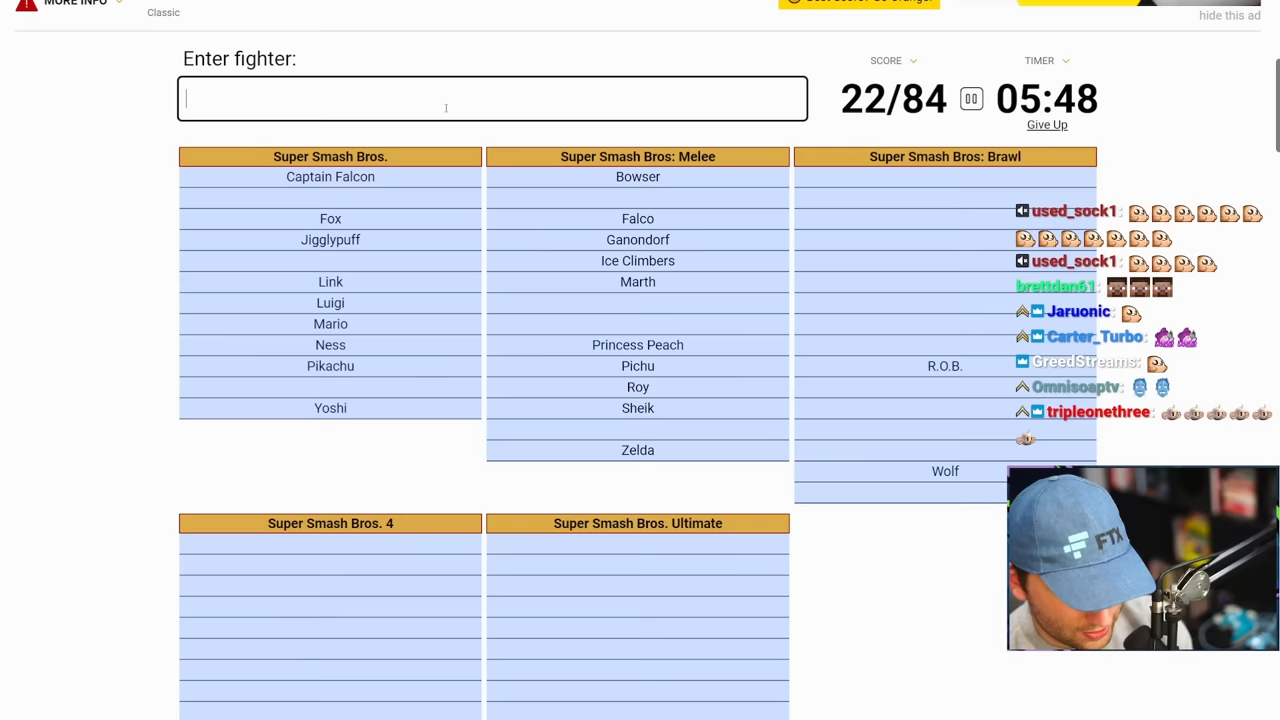 MORE INFO
Classic
hide this ad
Enter fighter:
SCORE
TIMER
22/84
05:48
Give Up
Super Smash Bros.
Captain Falcon
Fox
Jigglypuff
Link
Luigi
Mario
Ness
Pikachu
Yoshi
Super Smash Bros: Melee
Bowser
Falco
Ganondorf
Ice Climbers
Marth
Princess Peach
Pichu
Roy
Sheik
Zelda
Super Smash Bros: Brawl
R.O.B.
Wolf
Super Smash Bros. 4
Super Smash Bros. Ultimate
used_sock1:
used_sock1:
brettdan61:
Jaruonic:
Carter_Turbo:
GreedStreams:
Omnisoaptv:
tripleonethree:
FTX